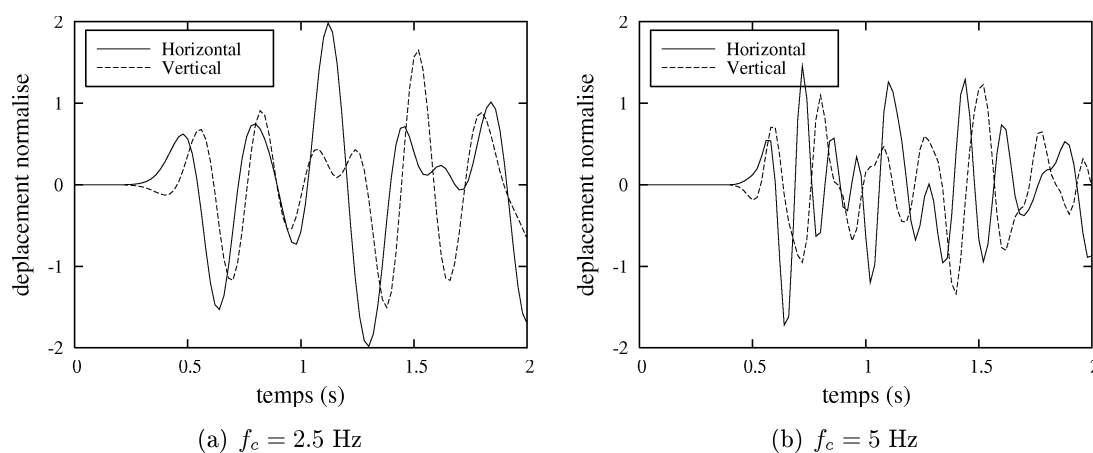 2
1
0
-1
-2
deplacement normalise
Horizontal
Vertical
0
0.5
1
1.5
2
temps (s)
(a) f_c = 2.5 Hz
2
1
0
-1
-2
deplacement normalise
Horizontal
Vertical
0
0.5
1
1.5
2
temps (s)
(b) f_c = 5 Hz